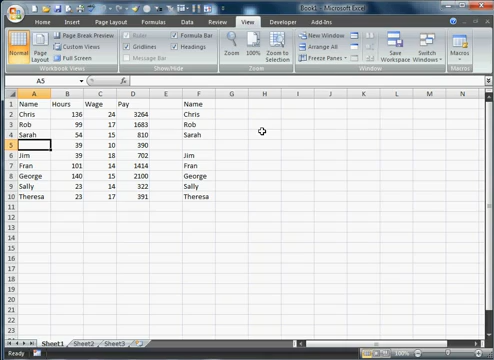 Book1 - Microsoft Excel
Home Insert Page Layout Formulas Data Review View Developer Add-Ins
Normal
Page Layout
Page Break Preview
Custom Views
Full Screen
Workbook Views
Ruler
Gridlines
Message Bar
Formula Bar
Headings
Show/Hide
Zoom
100%
Zoom to Selection
Zoom
New Window
Arrange All
Freeze Panes
Save Workspace
Switch Windows
Window
Macros
Macros
A5
A B C D E F G H I J K L M N
1 Name Hours Wage Pay Name
2 Chris 136 24 3264 Chris
3 Rob 99 17 1683 Rob
4 Sarah 54 15 810 Sarah
5 39 10 390
6 Jim 39 18 702 Jim
7 Fran 101 14 1414 Fran
8 George 140 15 2100 George
9 Sally 23 14 322 Sally
10 Theresa 23 17 391 Theresa
11
12
13
14
15
16
17
18
19
20
21
22
23
Sheet1 Sheet2 Sheet3
Ready 100%